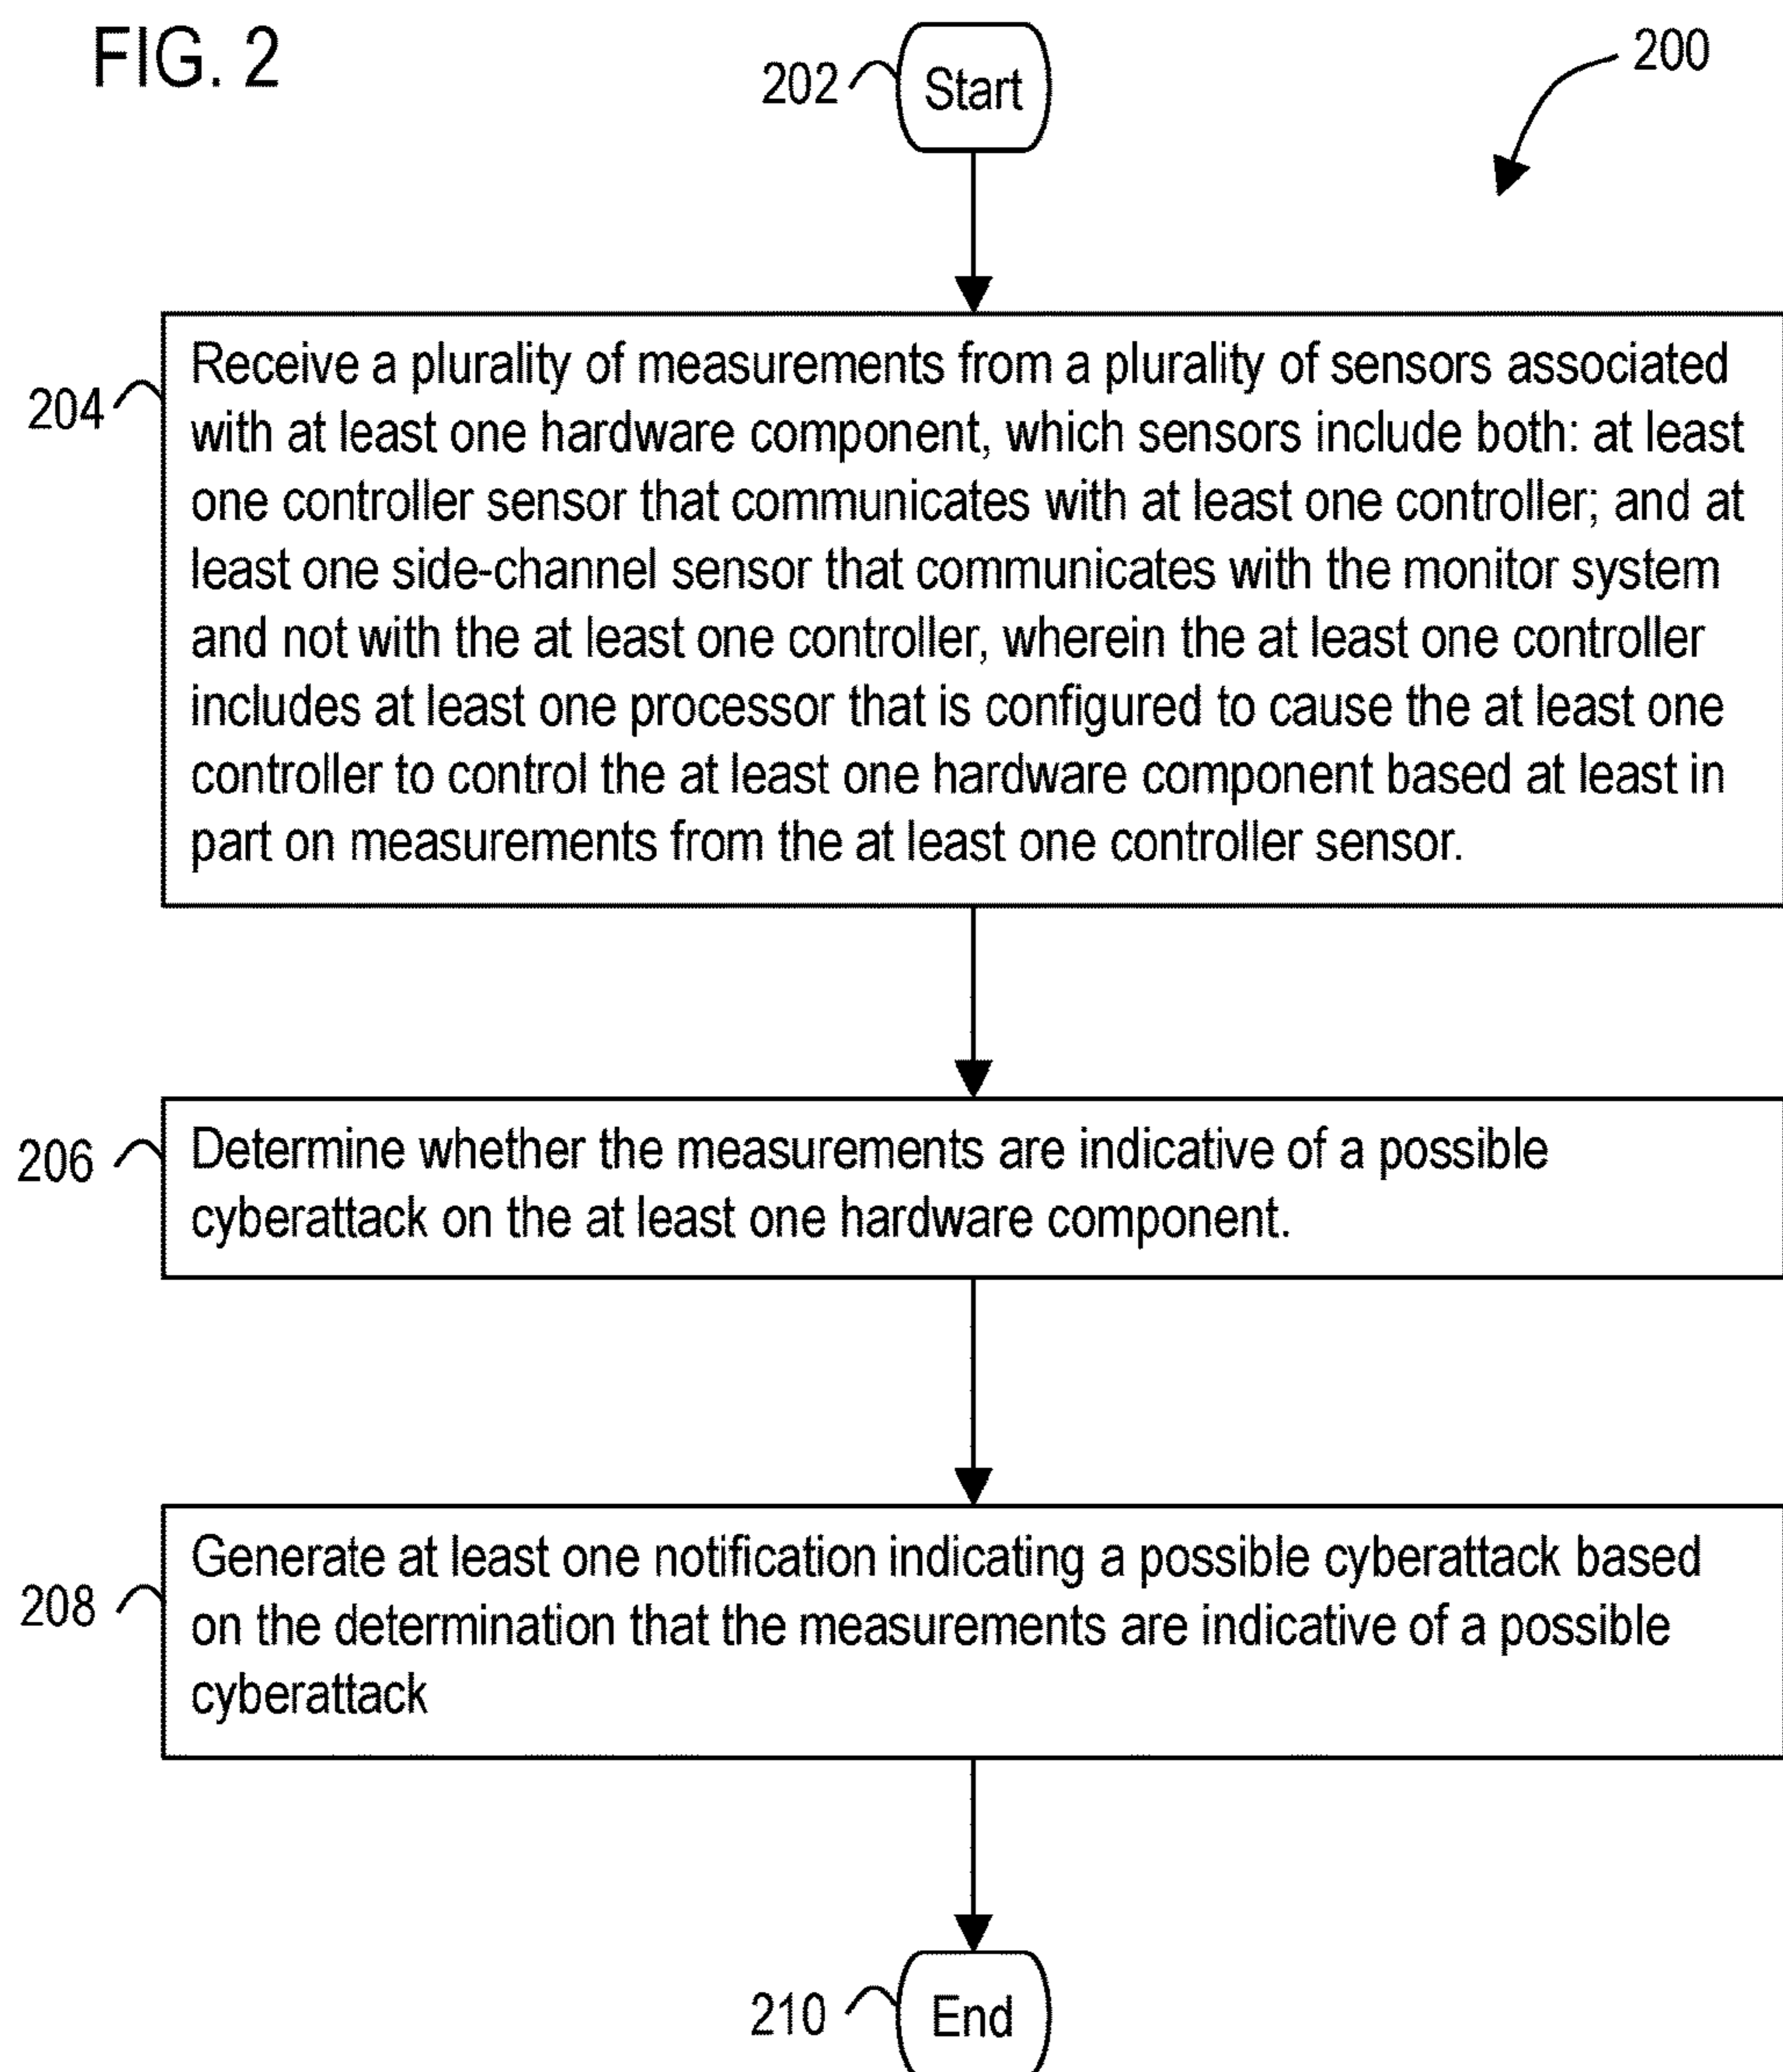 FIG. 2
200
202
Start
204
Receive a plurality of measurements from a plurality of sensors associated
with at least one hardware component, which sensors include both: at least
one controller sensor that communicates with at least one controller; and at
least one side-channel sensor that communicates with the monitor system
and not with the at least one controller, wherein the at least one controller
includes at least one processor that is configured to cause the at least one
controller to control the at least one hardware component based at least in
part on measurements from the at least one controller sensor.
206
Determine whether the measurements are indicative of a possible
cyberattack on the at least one hardware component.
208
Generate at least one notification indicating a possible cyberattack based
on the determination that the measurements are indicative of a possible
cyberattack
210
End